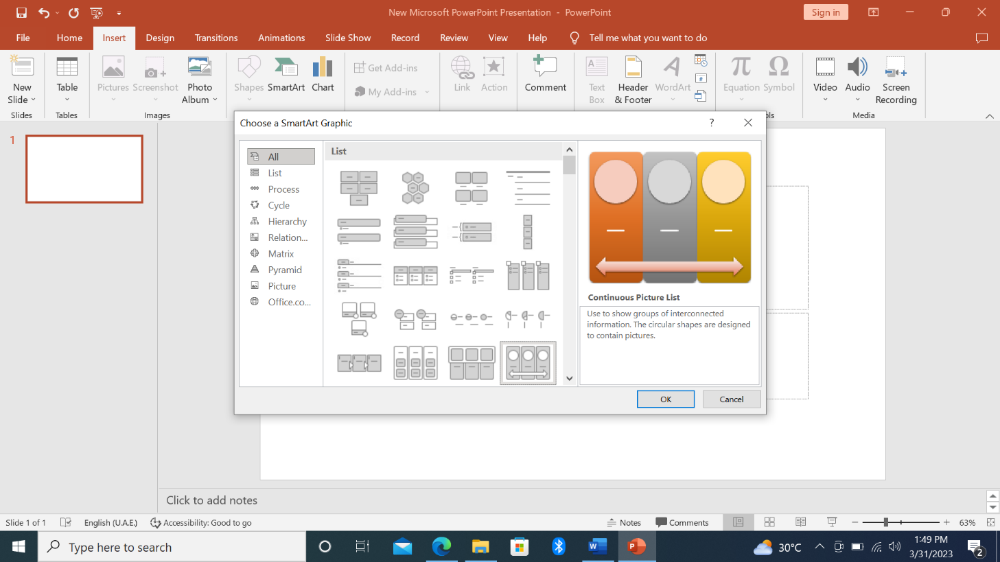 New Microsoft PowerPoint Presentation - PowerPoint
Sign in
File Home Insert Design Transitions Animations Slide Show Record Review View Help Tell me what you want to do
New Slide
Table
Pictures
Screenshot
Photo Album
Shapes
SmartArt
Chart
Get Add-ins
My Add-ins
Link
Action
Comment
Text Box
Header & Footer
WordArt
Equation
Symbol
Video
Audio
Screen Recording
Slides
Tables
Images
Media
1
Choose a SmartArt Graphic
?
All
List
Process
Cycle
Hierarchy
Relation...
Matrix
Pyramid
Picture
Office.co...
List
Continuous Picture List
Use to show groups of interconnected
information. The circular shapes are designed
to contain pictures.
OK
Cancel
Click to add notes
Slide 1 of 1
English (U.A.E.)
Accessibility: Good to go
Notes
Comments
63%
Type here to search
30°C
1:49 PM
3/31/2023
2